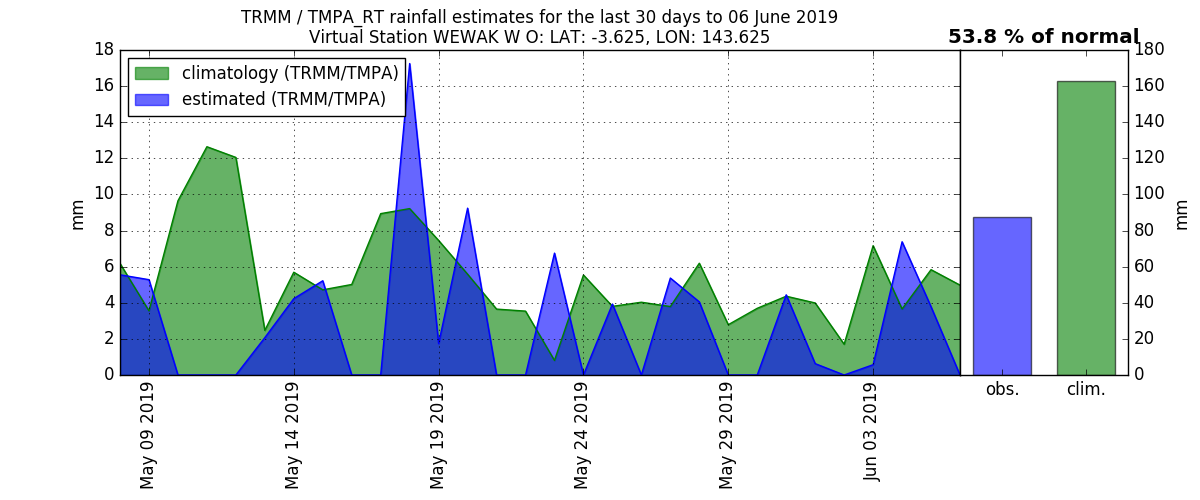 TRMM / TMPA_RT rainfall estimates for the last 30 days to 06 June 2019
Virtual Station WEWAK W O: LAT: -3.625, LON: 143.625
53.8 % of normal
climatology (TRMM/TMPA)
estimated (TRMM/TMPA)
18
16
14
12
10
8
6
4
2
0
mm
May 09 2019
May 14 2019
May 19 2019
May 24 2019
May 29 2019
Jun 03 2019
180
160
140
120
100
80
60
40
20
0
mm
obs.
clim.